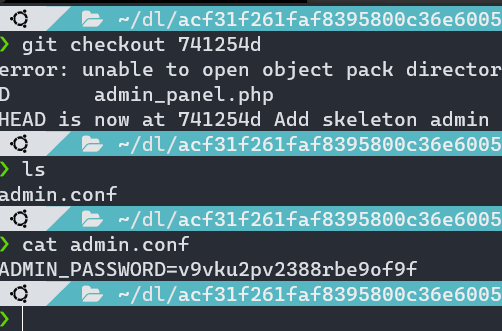 ~/dl/acf31f261faf8395800c36e6005
❯ git checkout 741254d
error: unable to open object pack director
D admin_panel.php
HEAD is now at 741254d Add skeleton admin
~/dl/acf31f261faf8395800c36e6005
❯ ls
admin.conf
~/dl/acf31f261faf8395800c36e6005
❯ cat admin.conf
ADMIN_PASSWORD=v9vku2pv2388rbe9of9f
~/dl/acf31f261faf8395800c36e6005
❯